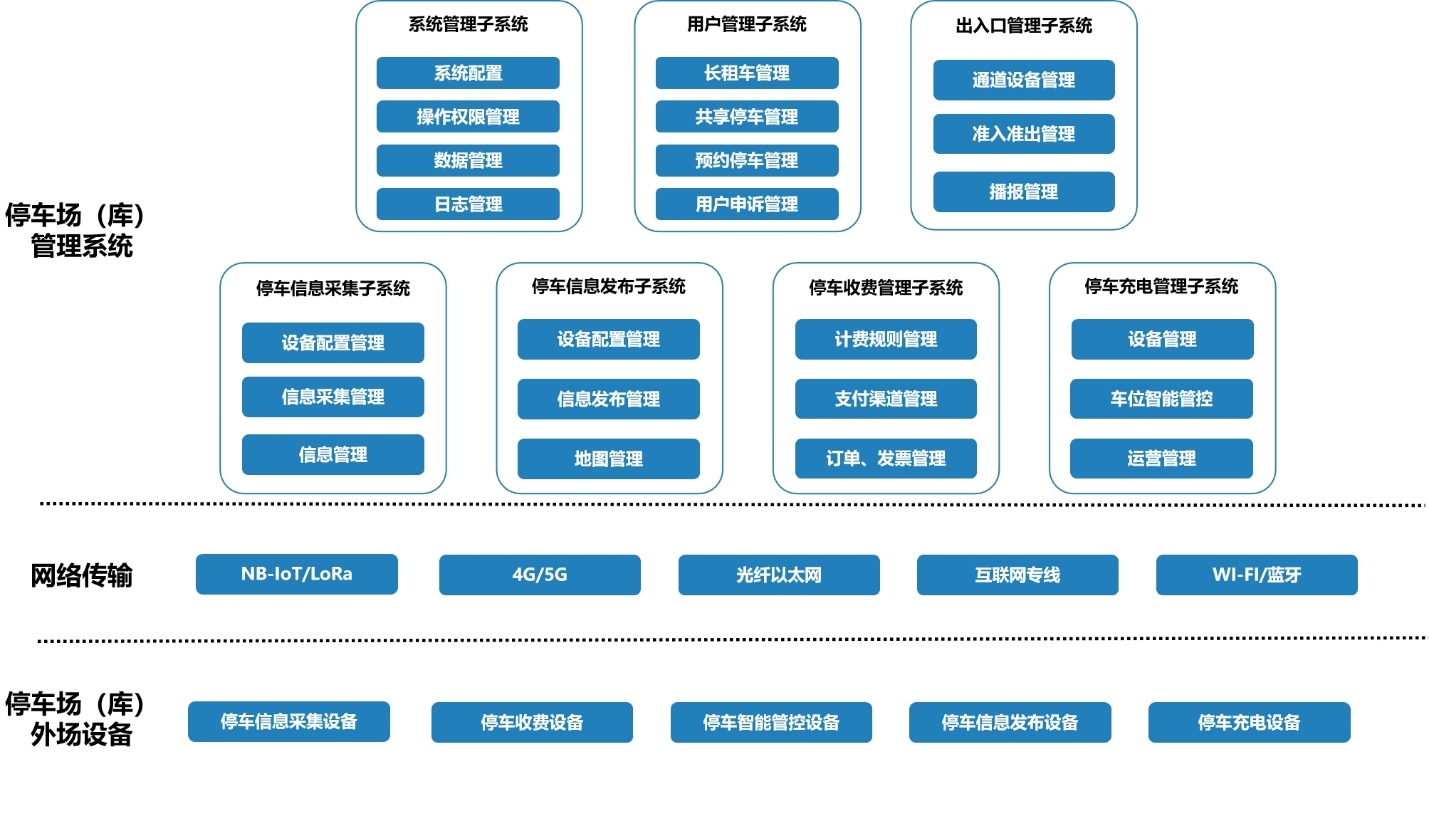 系统管理子系统
系统配置
操作权限管理
数据管理
日志管理
用户管理子系统
长租车管理
共享停车管理
预约停车管理
用户申诉管理
出入口管理子系统
通道设备管理
准入准出管理
播报管理
停车场（库）
管理系统
停车信息采集子系统
设备配置管理
信息采集管理
信息管理
停车信息发布子系统
设备配置管理
信息发布管理
地图管理
停车收费管理子系统
计费规则管理
支付渠道管理
订单、发票管理
停车充电管理子系统
设备管理
车位智能管控
运营管理
网络传输
NB-IoT/LoRa
4G/5G
光纤以太网
互联网专线
WI-FI/蓝牙
停车场（库）
外场设备
停车信息采集设备
停车收费设备
停车智能管控设备
停车信息发布设备
停车充电设备